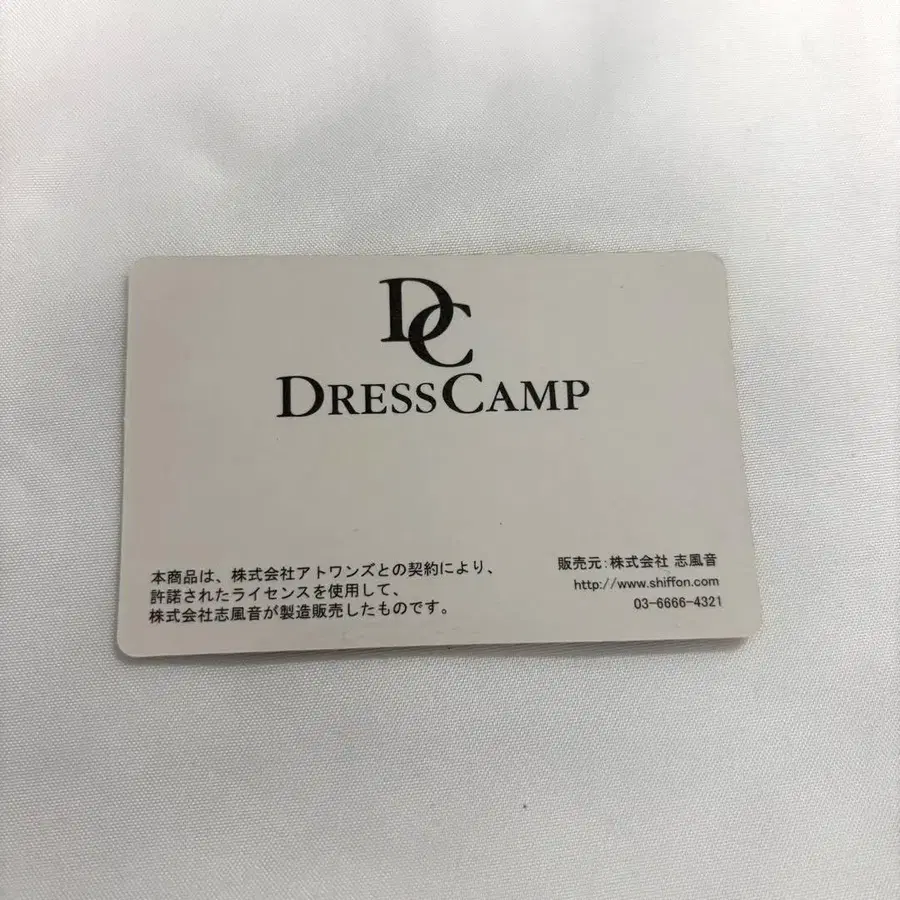 DC
DRESSCAMP
本商品は、株式会社アトワンズとの契約により、
許諾されたライセンスを使用して、
株式会社志風音が製造販売したものです。
販売元:株式会社 志風音
http://www.shiffon.com
03-6666-4321